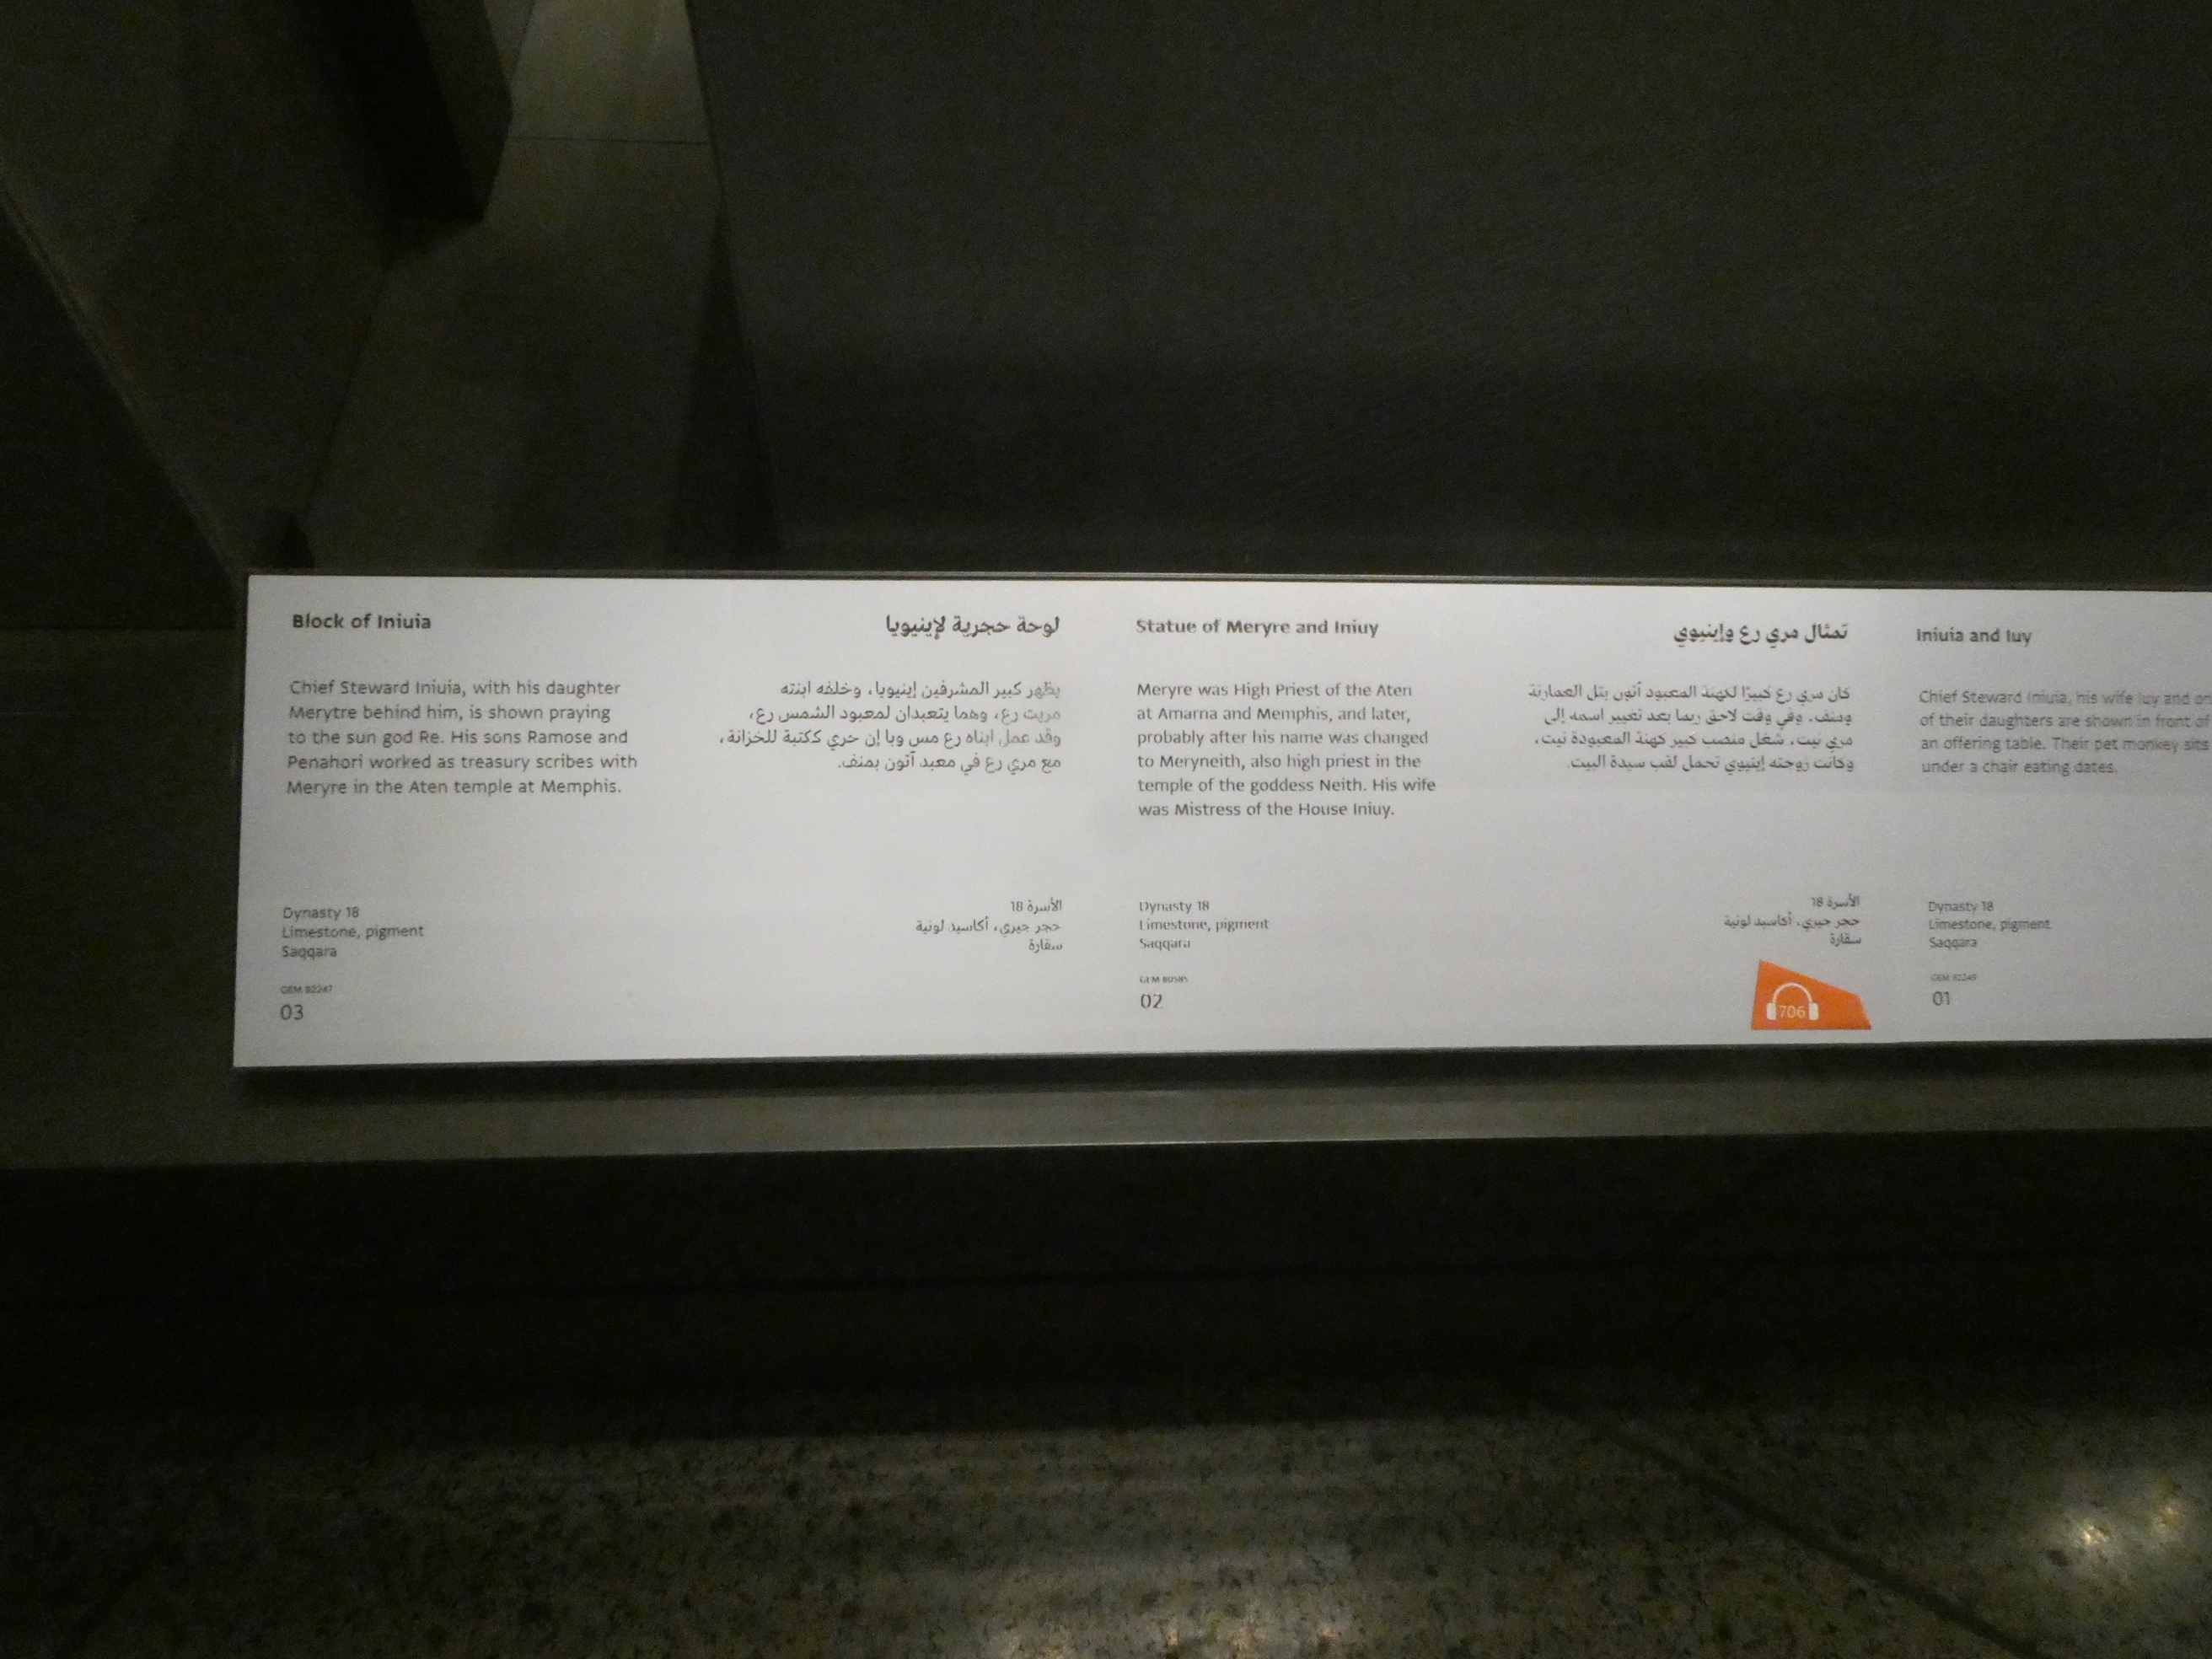 Block of Iniuia
Chief Steward Iniuia, with his daughter
Merytre behind him, is shown praying
to the sun god Re. His sons Ramose and
Penahori worked as treasury scribes with
Meryre in the Aten temple at Memphis.
Dynasty 18
Limestone, pigment
Saqqara
GEM 82247
03
لوحة حجرية لإينيويا
يظهر كبير المشرفين إينيويا، وخلفه ابنته
مريت رع، وهما يتعبدان لمعبود الشمس رع،
وقد عمل ابناه رع مس وبا إن حري ككتبة للخزانة،
مع مري رع في معبد آتون بمنف.
الأسرة 18
حجر جيري، أكاسيد لونية
سقارة
Statue of Meryre and Iniuy
Meryre was High Priest of the Aten
at Amarna and Memphis, and later,
probably after his name was changed
to Meryneith, also high priest in the
temple of the goddess Neith. His wife
was Mistress of the House Iniuy.
Dynasty 18
Limestone, pigment
Saqqara
GEM
02
تمثال مري رع وإينيوي
كان مري رع كبيرًا لكهنة المعبود آتون بتل العمارنة
ومنف، وفي وقت لاحق ربما بعد تغيير اسمه إلى
مري نيت، شغل منصب كبير كهنة المعبودة نيت،
وكانت زوجته إينيوي تحمل لقب سيدة البيت.
الأسرة 18
حجر جيري، أكاسيد لونية
سقارة
706
Iniuia and Iuy
Chief Steward Iniuia, his wife Iuy and
of their daughters are shown in front of
an offering table. Their pet monkey sits
under a chair eating dates.
Dynasty 18
Limestone, pigment
Saqqara
GEM 82249
01